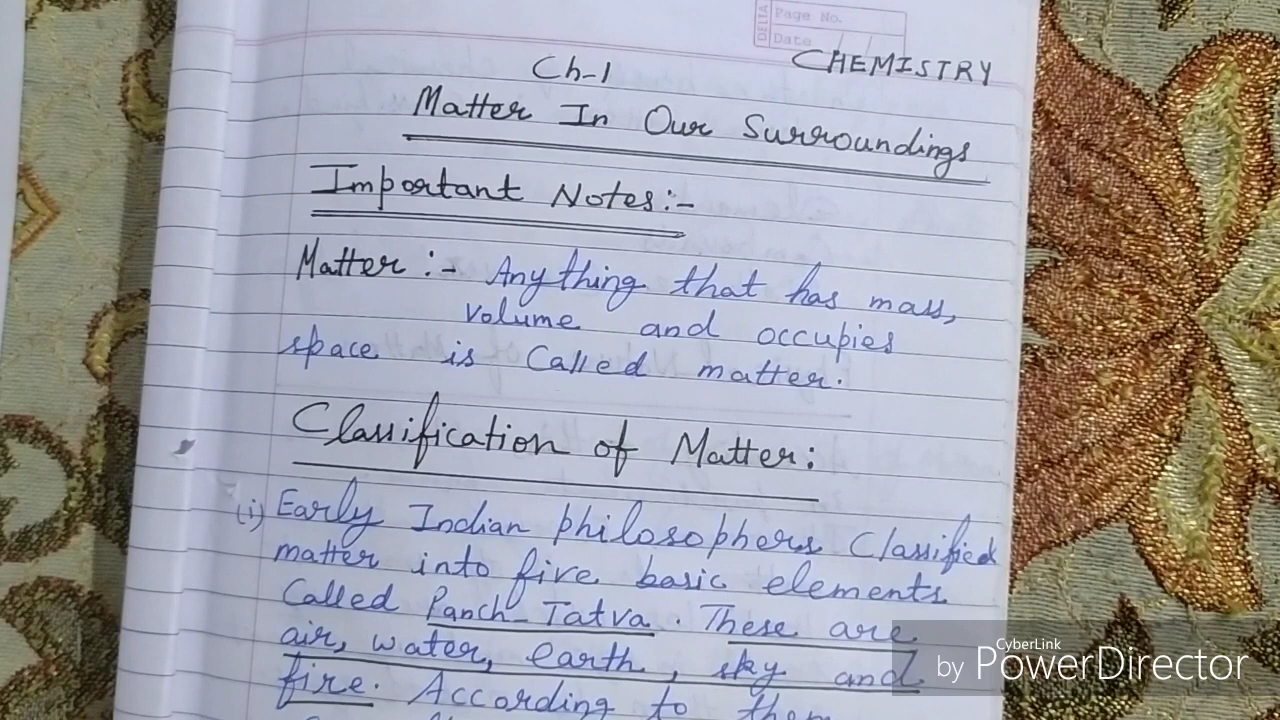 DELTA
Page No.
Date
CHEMISTRY
Ch-1
Matter In Our Surroundings
Important Notes:-
Matter:- Anything that has mass,
volume and occupies
space is Called matter.
Classification of Matter:
(i) Early Indian philosophers Classified
matter into five basic elements
Called Panch-Tatva. These are
air, water, earth, sky and
fire. According to them
CyberLink
by PowerDirector